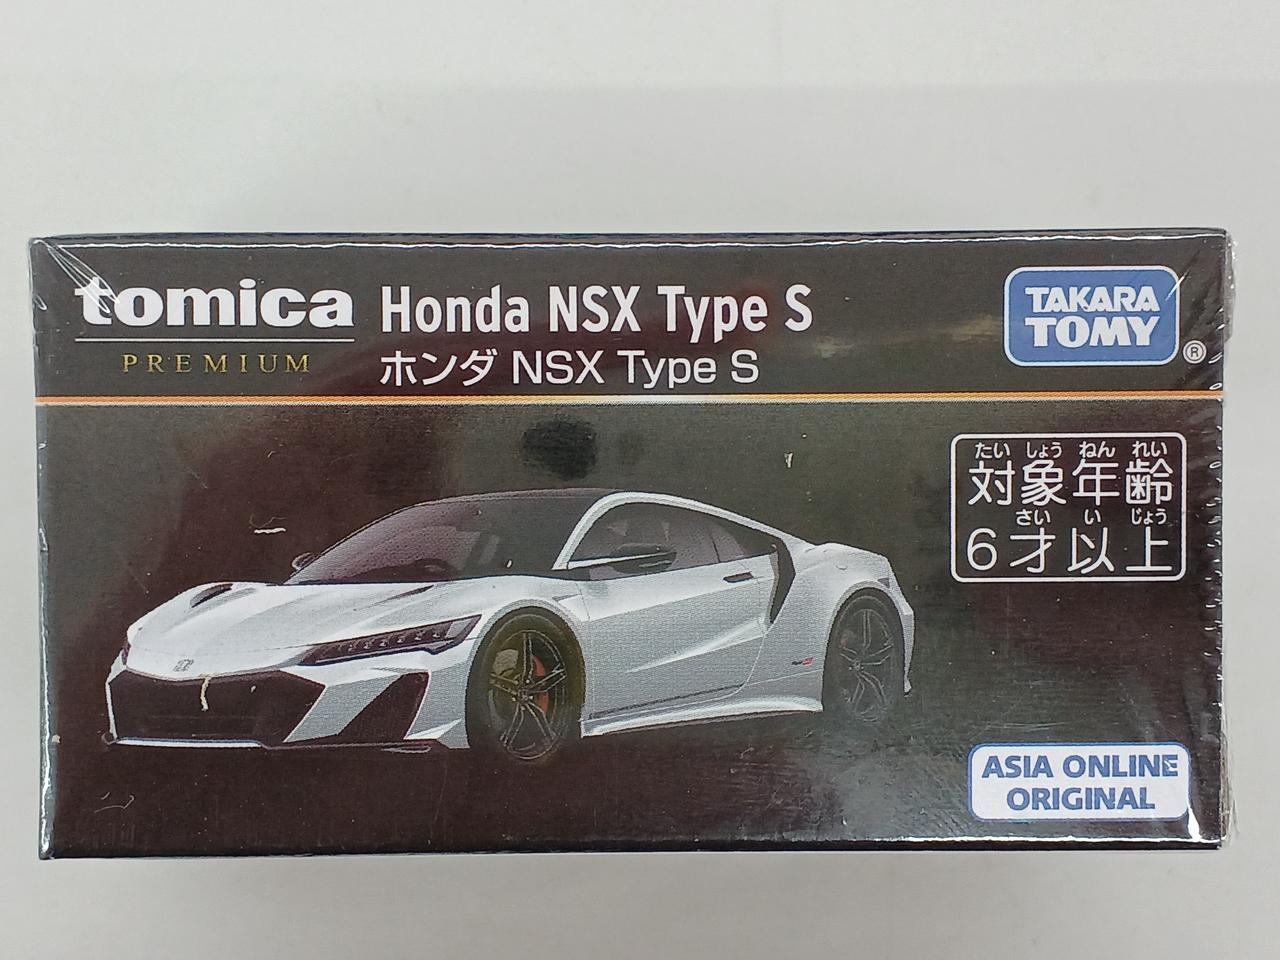 tomica
PREMIUM
Honda NSX Type S
ホンダ NSX Type S
TAKARA
TOMY
®
たい しょう ねん れい
対象年齢
さい い じょう
6才以上
ASIA ONLINE
ORIGINAL